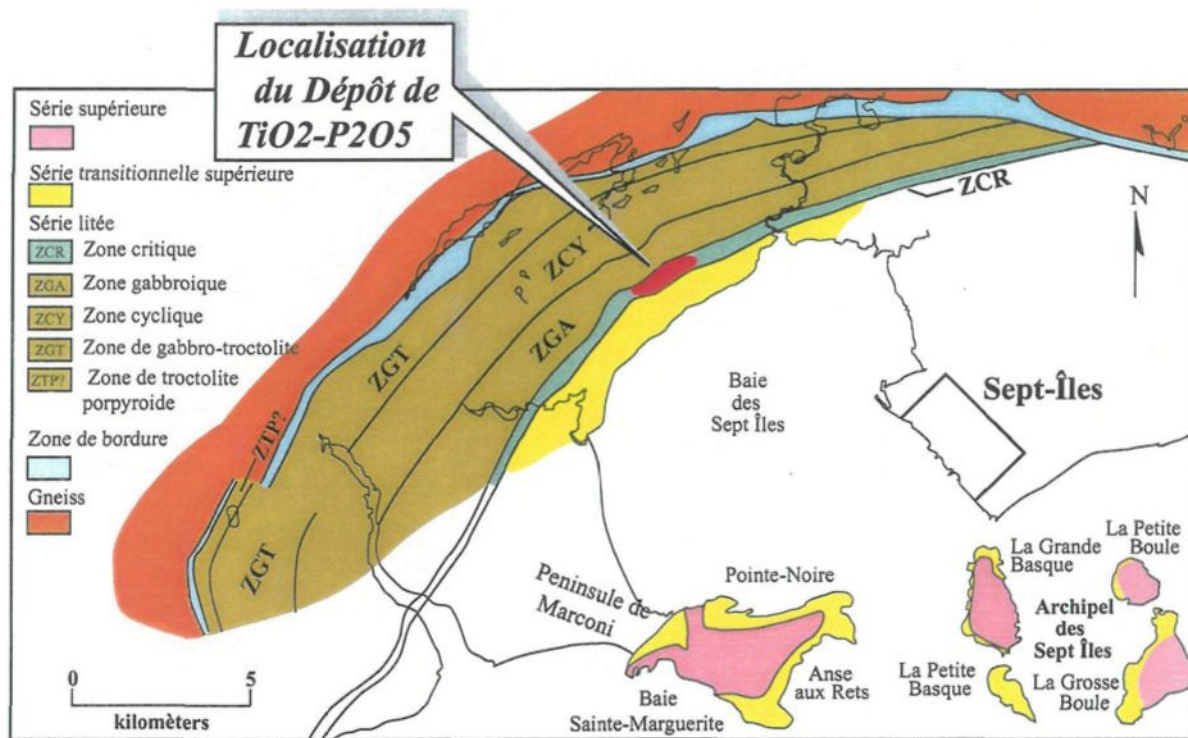 Localisation
du Dépôt de
TiO2-P2O5
Série supérieure
Série transitionnelle supérieure
Série litée
ZCR Zone critique
ZGA Zone gabbroique
ZCY Zone cyclique
ZGT Zone de gabbro-troctolite
ZTP? Zone de troctolite
porpyroide
Zone de bordure
Gneiss
ZCR
N
ZCY
ZGA
ZGT
ZTP?
ZGT
Baie
des
Sept Îles
Sept-Îles
Peninsule de
Marconi
Pointe-Noire
Anse
aux Rets
Baie
Sainte-Marguerite
La Grande
Basque
La Petite
Boule
Archipel
des
Sept Îles
La Petite
Basque
La Grosse
Boule
0 5
kilomèters